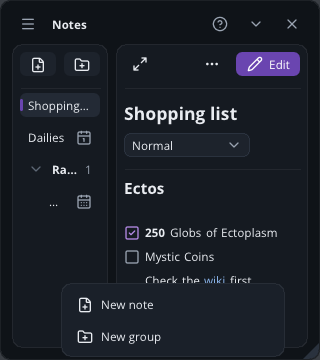 Notes
Shopping...
Dailies
Ra... 1
...
Edit
Shopping list
Normal
Ectos
250 Globs of Ectoplasm
Mystic Coins
Check the wiki first
New note
New group